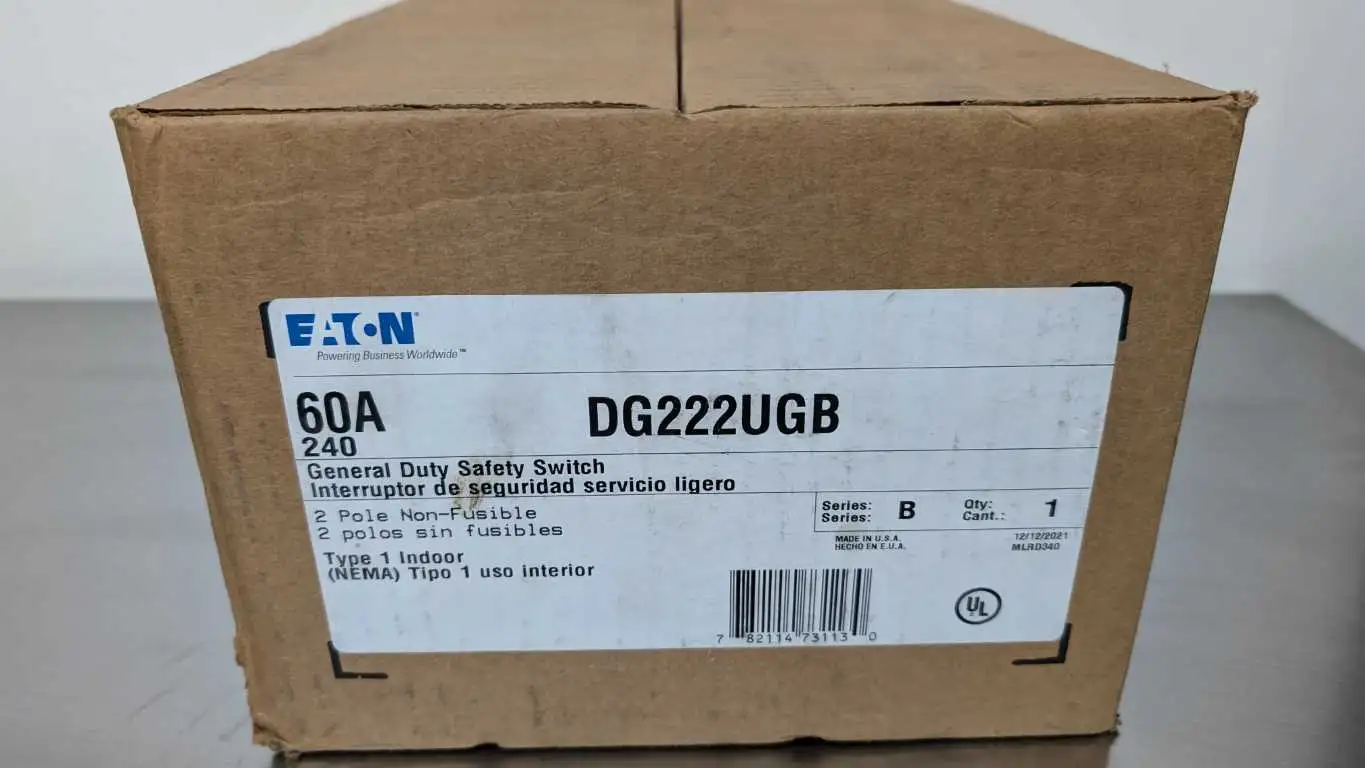 EATON®
Powering Business Worldwide™
60A
DG222UGB
240
General Duty Safety Switch
Interruptor de seguridad servicio ligero
2 Pole Non-Fusible
2 polos sin fusibles
Type 1 Indoor
(NEMA) Tipo 1 uso interior
Series: B Qty: 1
Series: Cant.:
MADE IN U.S.A. 12/12/2021
HECHO EN E.U.A. MLRD340
7 82114 73113 0
UL